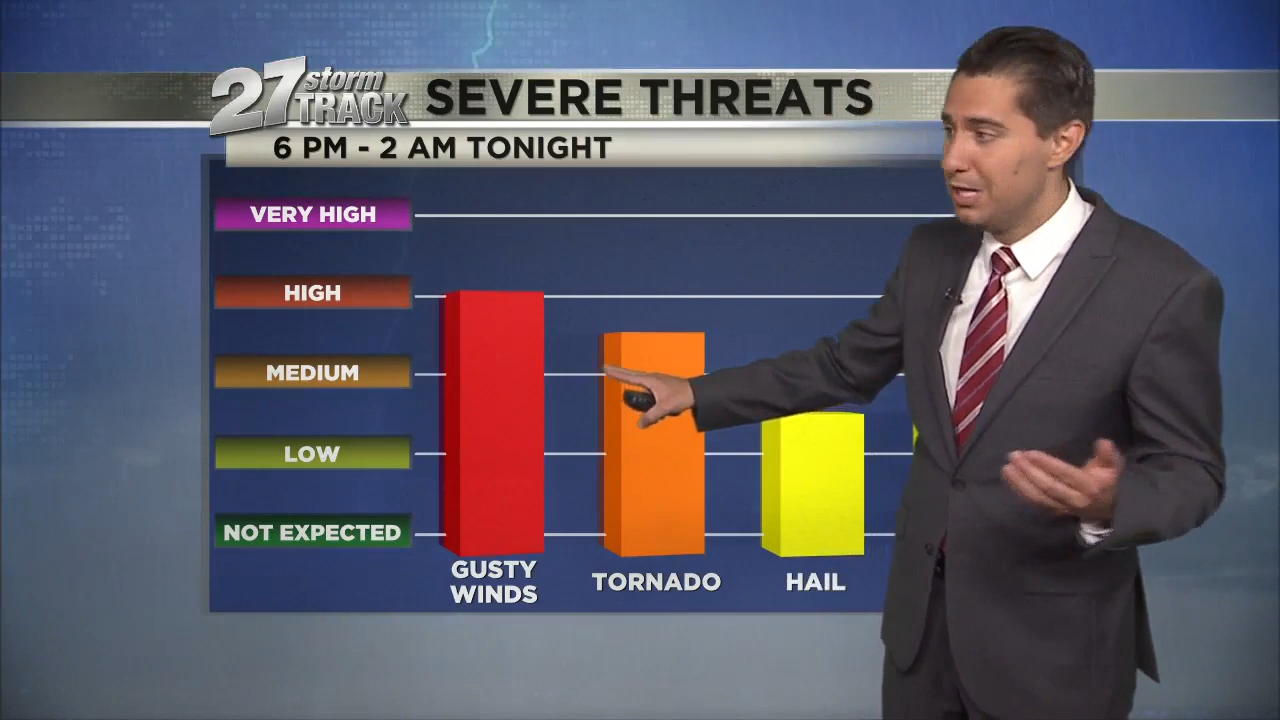 27 storm TRACK SEVERE THREATS
6 PM - 2 AM TONIGHT
VERY HIGH
HIGH
MEDIUM
LOW
NOT EXPECTED
GUSTY
WINDS
TORNADO
HAIL